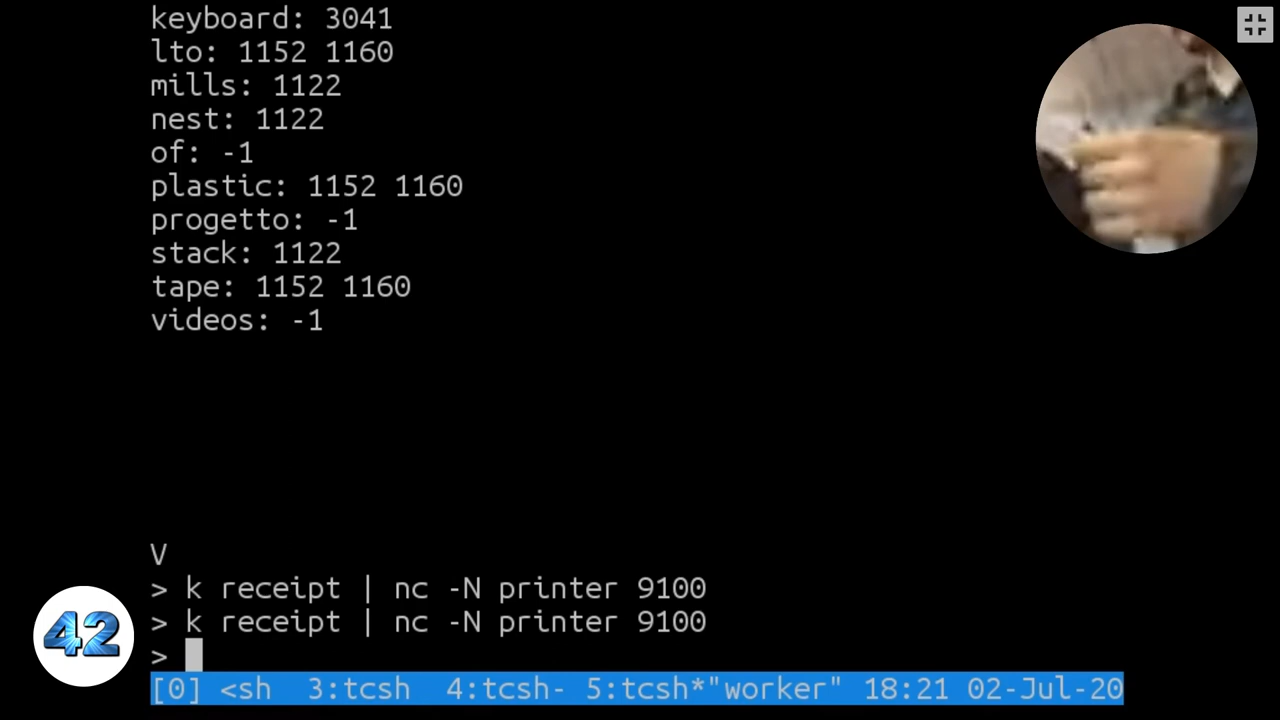 keyboard: 3041
lto: 1152 1160
mills: 1122
nest: 1122
of: -1
plastic: 1152 1160
progetto: -1
stack: 1122
tape: 1152 1160
videos: -1
V
> k receipt | nc -N printer 9100
> k receipt | nc -N printer 9100
>
[0] <sh 3:tcsh 4:tcsh- 5:tcsh*"worker" 18:21 02-Jul-20
42